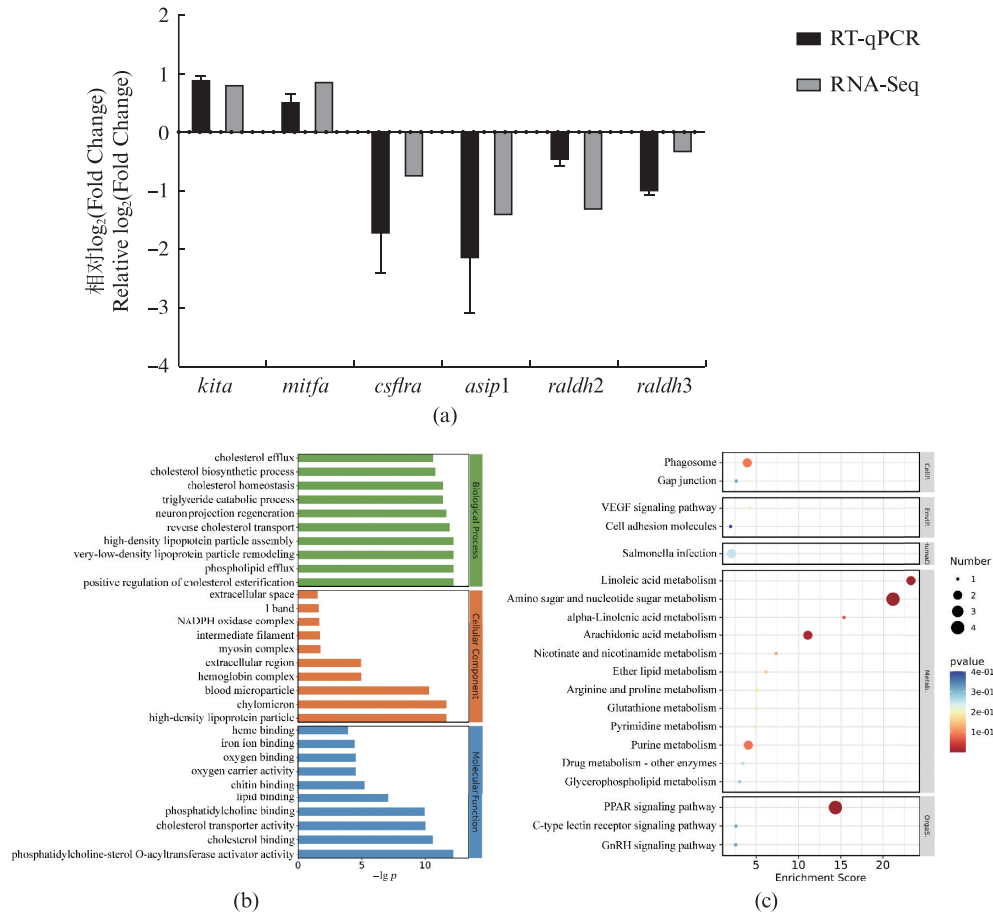 2
1
0
−1
−2
−3
−4
相对log2(Fold Change)
Relative log2(Fold Change)
RT-qPCR
RNA-Seq
kita mitfa csflra asip1 raldh2 raldh3
(a)
cholesterol efflux
cholesterol biosynthetic process
cholesterol homeostasis
triglyceride catabolic process
neuron projection regeneration
reverse cholesterol transport
high-density lipoprotein particle assembly
very-low-density lipoprotein particle remodeling
phospholipid efflux
positive regulation of cholesterol esterification
Biological Process
extracellular space
I band
NADPH oxidase complex
intermediate filament
myosin complex
extracellular region
hemoglobin complex
blood microparticle
chylomicron
high-density lipoprotein particle
Cellular Component
heme binding
iron ion binding
oxygen binding
oxygen carrier activity
chitin binding
lipid binding
phosphatidylcholine binding
cholesterol transporter activity
cholesterol binding
phosphatidylcholine-sterol O-acyltransferase activator activity
Molecular Function
0 5 10
−lg p
(b)
Phagosome
Gap junction
CellP.
VEGF signaling pathway
Cell adhesion molecules
EnviP.
Salmonella infection
HumaD.
Linoleic acid metabolism
Amino sugar and nucleotide sugar metabolism
alpha-Linolenic acid metabolism
Arachidonic acid metabolism
Nicotinate and nicotinamide metabolism
Ether lipid metabolism
Arginine and proline metabolism
Glutathione metabolism
Pyrimidine metabolism
Purine metabolism
Drug metabolism - other enzymes
Glycerophospholipid metabolism
Metab.
PPAR signaling pathway
C-type lectin receptor signaling pathway
GnRH signaling pathway
OrgaS.
5 10 15 20
Enrichment Score
Number
1
2
3
4
pvalue
4e-01
3e-01
2e-01
1e-01
(c)